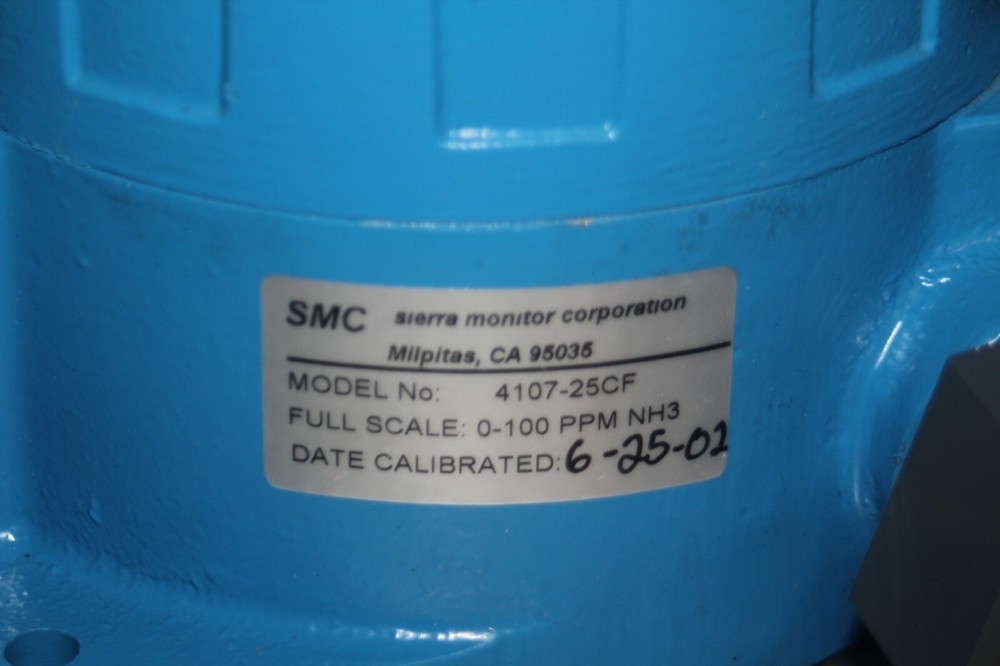 SMC sierra monitor corporation
Milpitas, CA 95035
MODEL No: 4107-25CF
FULL SCALE: 0-100 PPM NH3
DATE CALIBRATED: 6-25-02